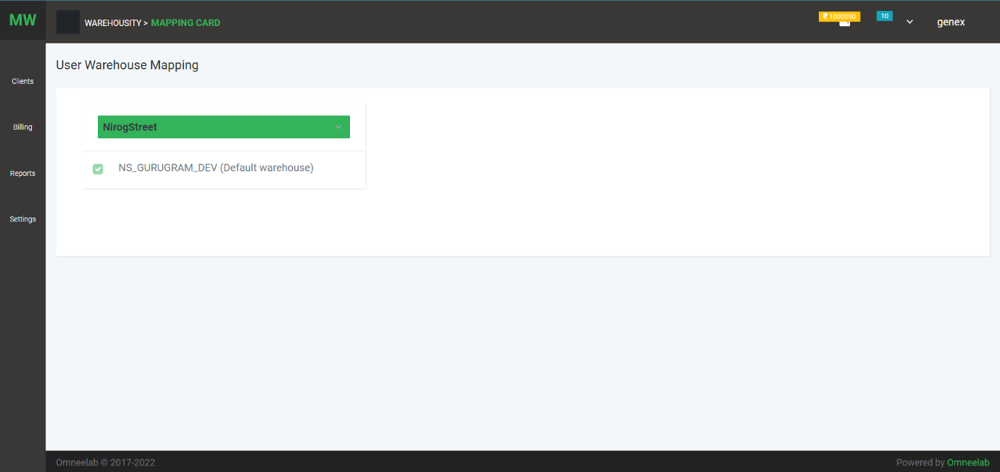 MW
WAREHOUSITY > MAPPING CARD
₹ 1000000
10
genex
Clients
Billing
Reports
Settings
User Warehouse Mapping
NirogStreet
NS_GURUGRAM_DEV (Default warehouse)
Omneelab © 2017-2022
Powered by Omneelab